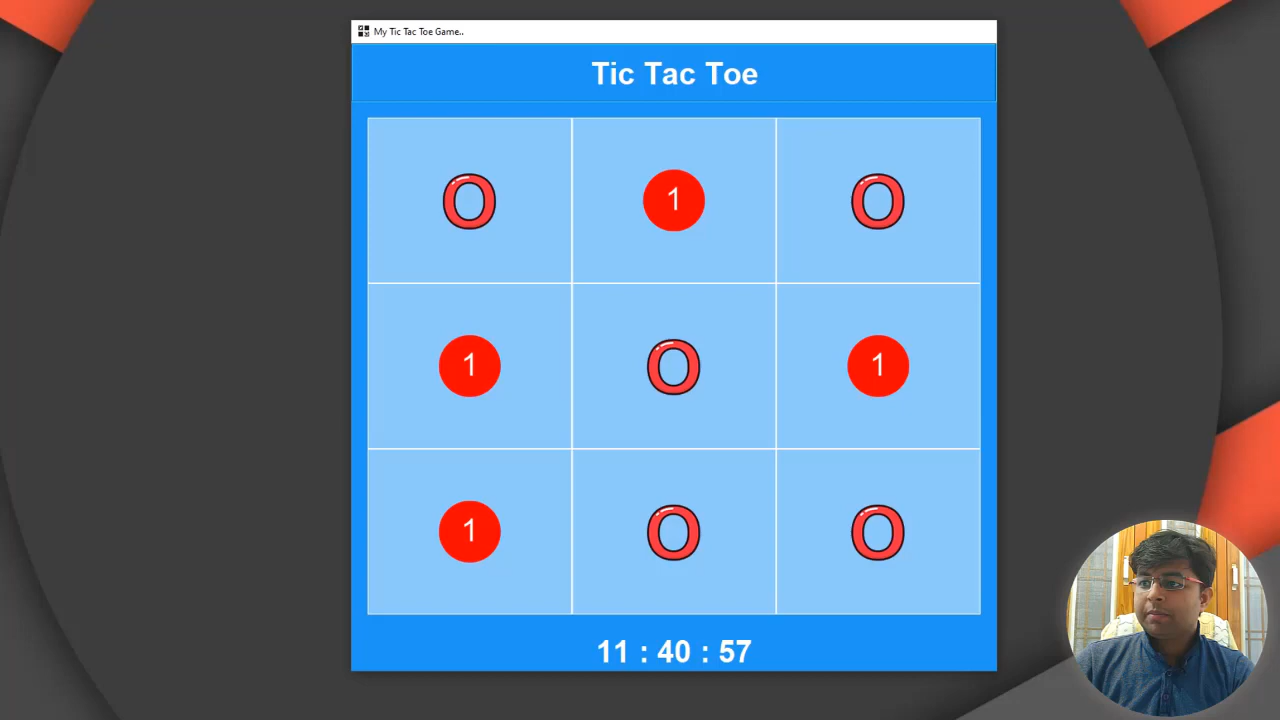 My Tic Tac Toe Game..
Tic Tac Toe
O 1 O
1 O 1
1 O O
11 : 40 : 57